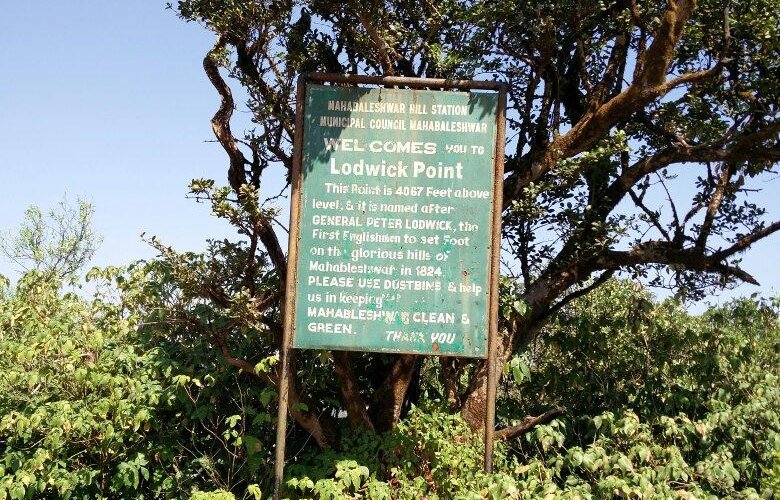 MAHABALESHWAR HILL STATION
MUNICIPAL COUNCIL MAHABALESHWAR
WELCOMES YOU TO
Lodwick Point
This Point is 4067 Feet above
level, & it is named after
GENERAL PETER LODWICK, the
First Englishmen to set Foot
on the glorious hills of
Mahableshwar in 1824.
PLEASE USE DUSTBINS & help
us in keeping
MAHABLESHWAR CLEAN &
GREEN. THANK YOU